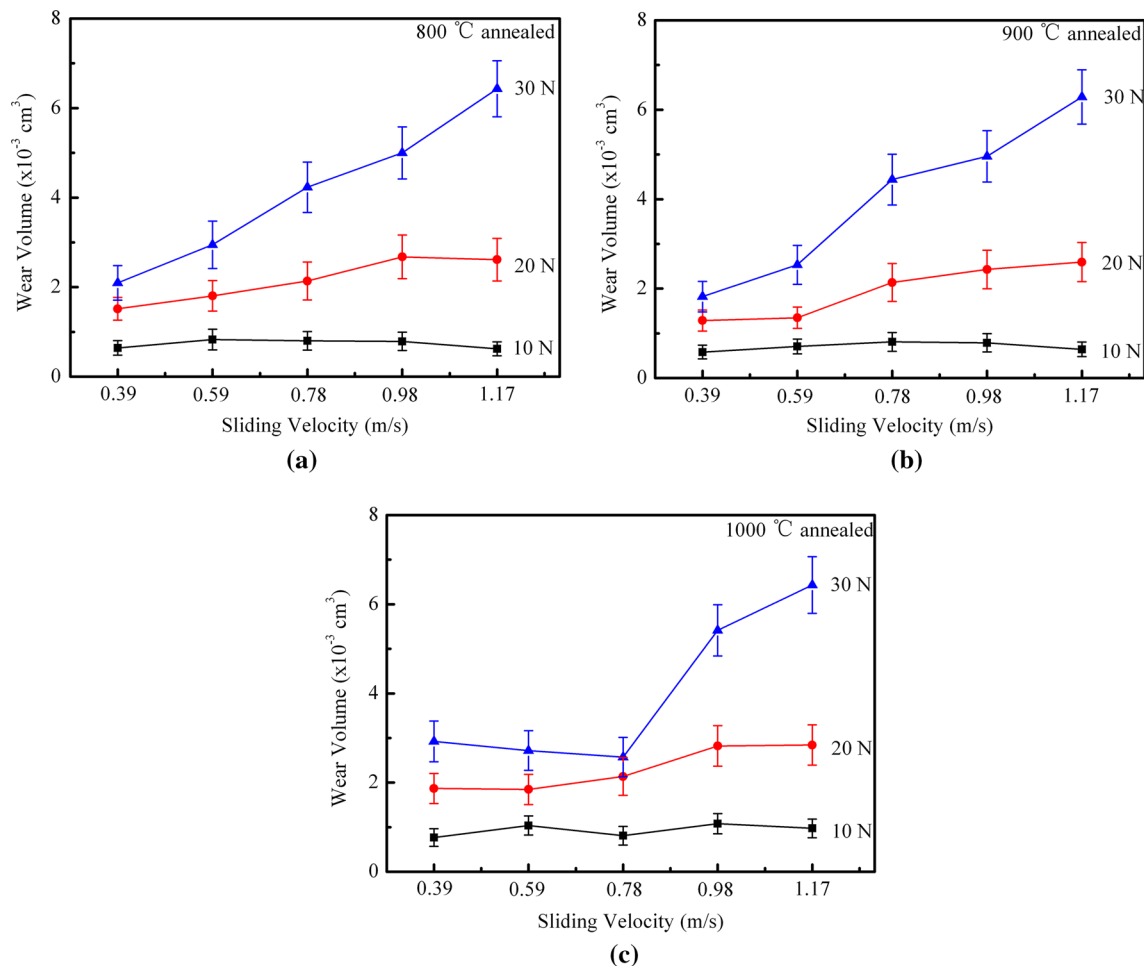 800 ℃ annealed
8
6
4
2
0
Wear Volume (x10⁻³ cm³)
30 N
20 N
10 N
0.39 0.59 0.78 0.98 1.17
Sliding Velocity (m/s)
(a)
900 ℃ annealed
8
6
4
2
0
Wear Volume (x10⁻³ cm³)
30 N
20 N
10 N
0.39 0.59 0.78 0.98 1.17
Sliding Velocity (m/s)
(b)
1000 ℃ annealed
8
6
4
2
0
Wear Volume (x10⁻³ cm³)
30 N
20 N
10 N
0.39 0.59 0.78 0.98 1.17
Sliding Velocity (m/s)
(c)